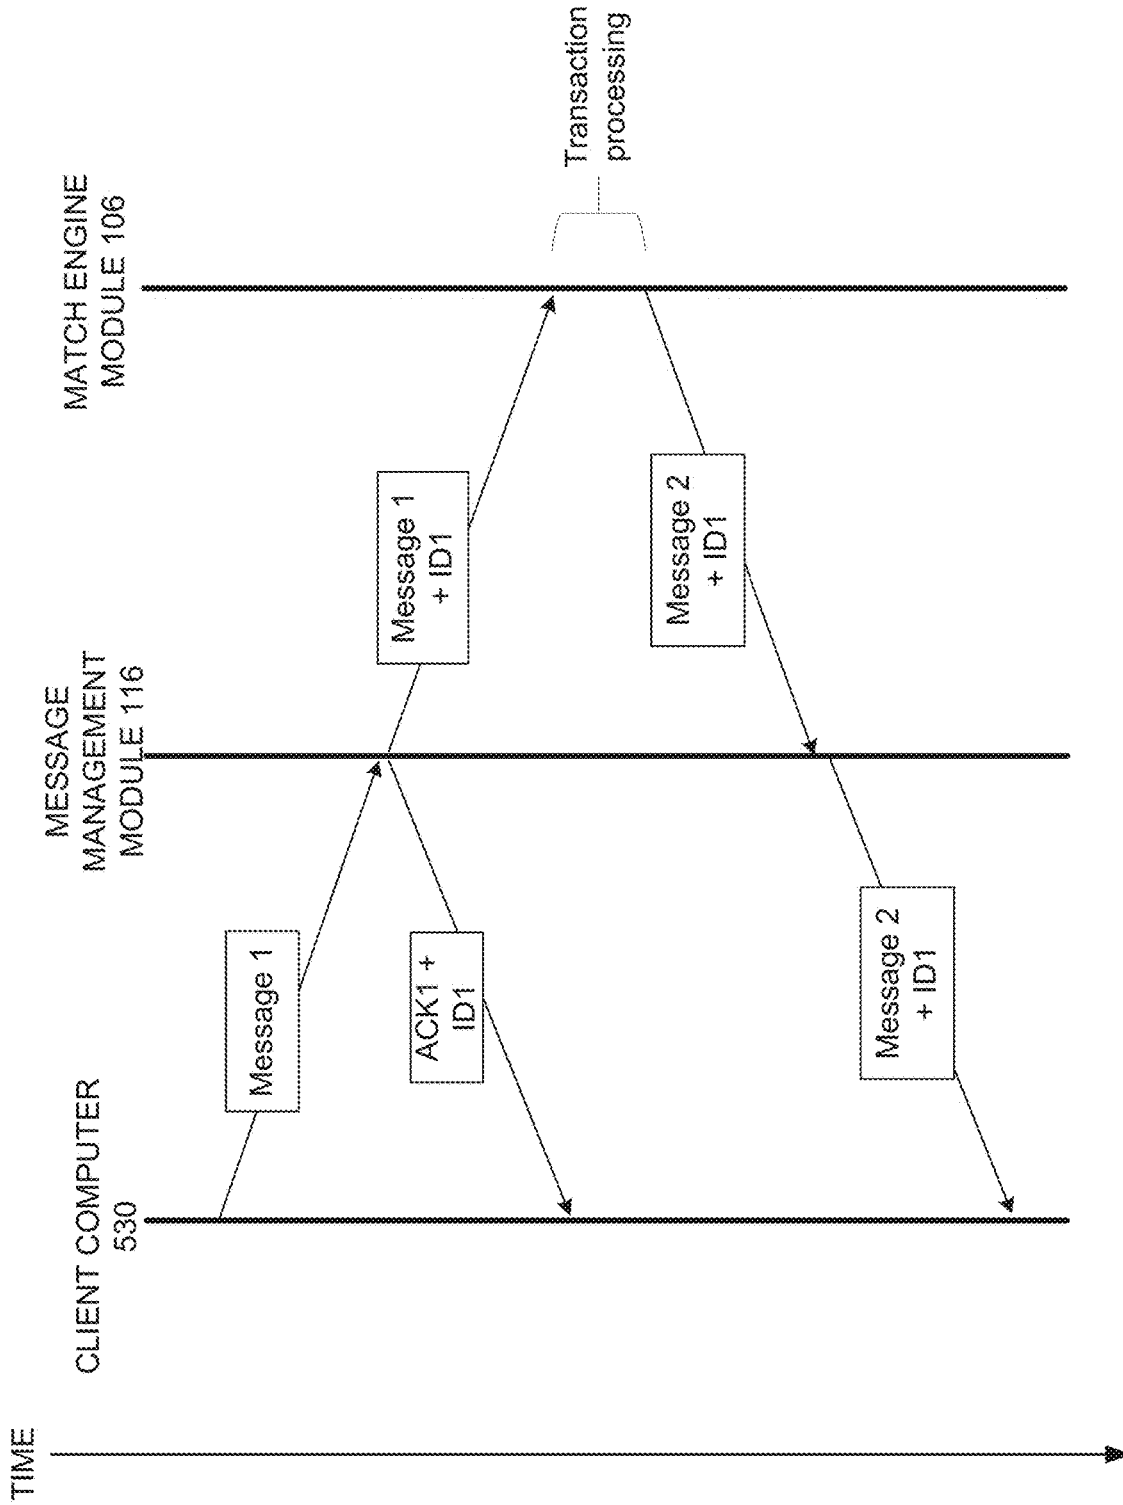 TIME
CLIENT COMPUTER
530
MESSAGE
MANAGEMENT
MODULE 116
MATCH ENGINE
MODULE 106
Message 1
ACK1 +
ID1
Message 1
+ ID1
Transaction
processing
Message 2
+ ID1
Message 2
+ ID1